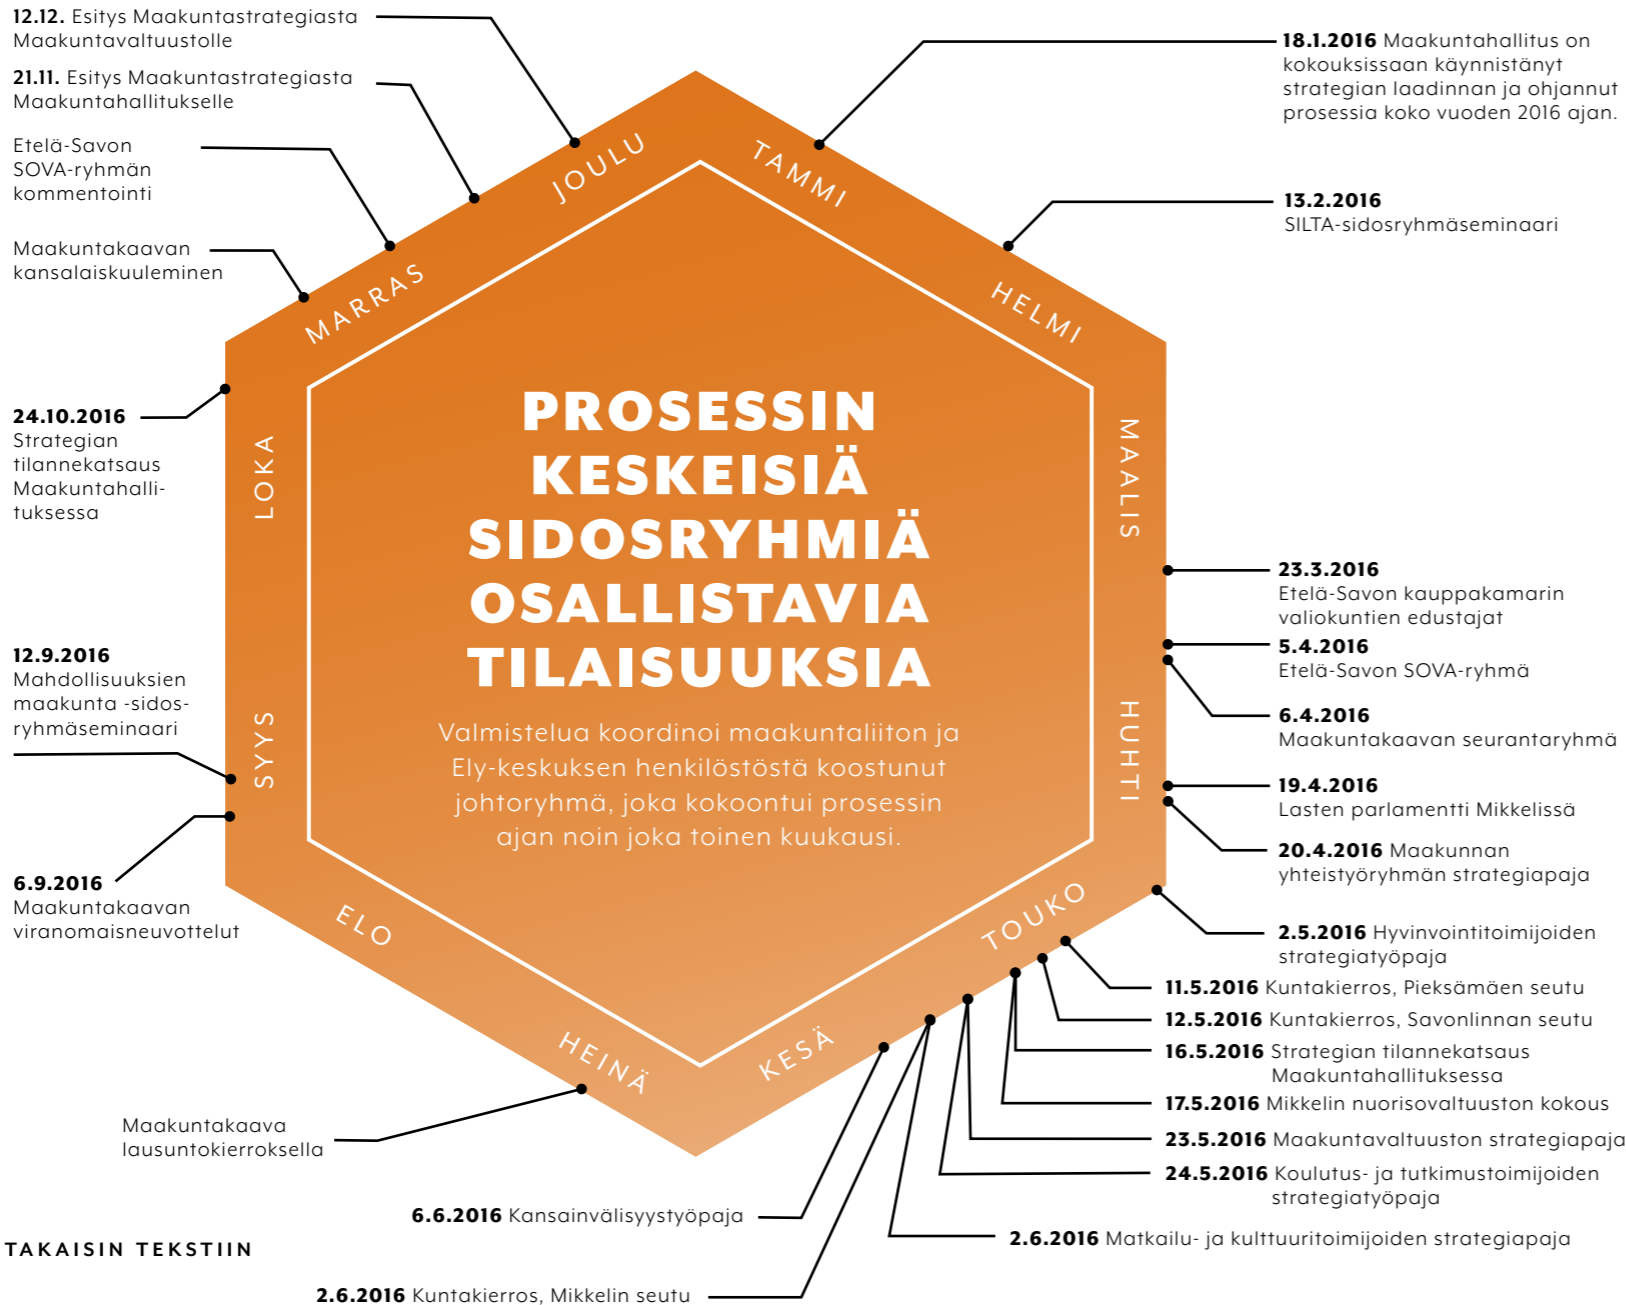 12.12. Esitys Maakuntastrategiasta
Maakuntavaltuustolle
21.11. Esitys Maakuntastrategiasta
Maakuntahallitukselle
Etelä-Savon
SOVA-ryhmän
kommentointi
Maakuntakaavan
kansalaiskuuleminen
24.10.2016
Strategian
tilannekatsaus
Maakuntahalli-
tuksessa
12.9.2016
Mahdollisuuksien
maakunta -sidos-
ryhmäseminaari
6.9.2016
Maakuntakaavan
viranomaisneuvottelut
Maakuntakaava
lausuntokierroksella
JOULU
TAMMI
MARRAS
HELMI
LOKA
MAALIS
SYYS
HUHTI
ELO
TOUKO
HEINÄ
KESÄ
PROSESSIN
KESKEISIÄ
SIDOSRYHMIÄ
OSALLISTAVIA
TILAISUUKSIA
Valmistelua koordinoi maakuntaliiton ja
Ely-keskuksen henkilöstöstä koostunut
johtoryhmä, joka kokoontui prosessin
ajan noin joka toinen kuukausi.
18.1.2016 Maakuntahallitus on
kokouksissaan käynnistänyt
strategian laadinnan ja ohjannut
prosessia koko vuoden 2016 ajan.
13.2.2016
SILTA-sidosryhmäseminaari
23.3.2016
Etelä-Savon kauppakamarin
valiokuntien edustajat
5.4.2016
Etelä-Savon SOVA-ryhmä
6.4.2016
Maakuntakaavan seurantaryhmä
19.4.2016
Lasten parlamentti Mikkelissä
20.4.2016 Maakunnan
yhteistyöryhmän strategiapaja
2.5.2016 Hyvinvointitoimijoiden
strategiatyöpaja
11.5.2016 Kuntakierros, Pieksämäen seutu
12.5.2016 Kuntakierros, Savonlinnan seutu
16.5.2016 Strategian tilannekatsaus
Maakuntahallituksessa
17.5.2016 Mikkelin nuorisovaltuuston kokous
23.5.2016 Maakuntavaltuuston strategiapaja
24.5.2016 Koulutus- ja tutkimustoimijoiden
strategiatyöpaja
2.6.2016 Matkailu- ja kulttuuritoimijoiden strategiapaja
6.6.2016 Kansainvälisyystyöpaja
2.6.2016 Kuntakierros, Mikkelin seutu
TAKAISIN TEKSTIIN